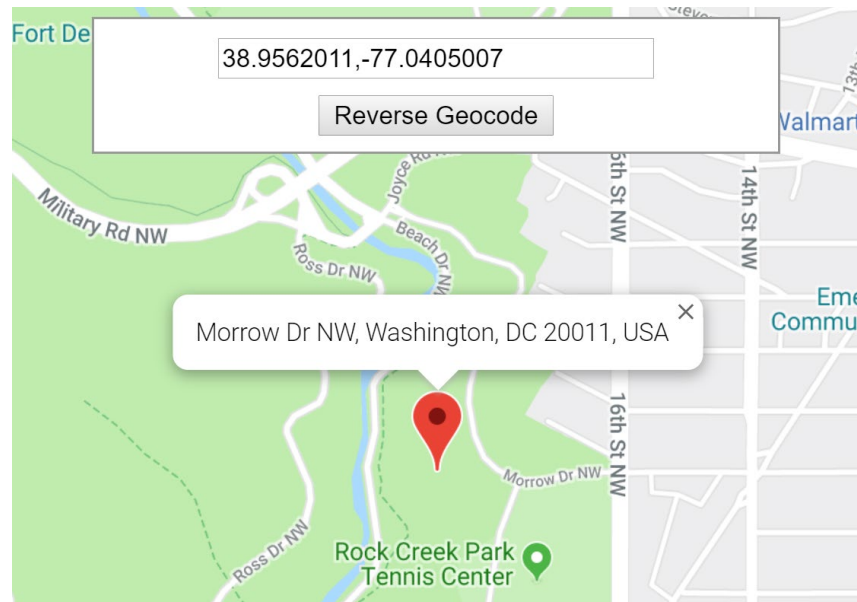 Fort De
38.9562011,-77.0405007
Reverse Geocode
Walmart
Military Rd NW
Joyce Rd NW
Beach Dr NW
Ross Dr NW
14th St NW
Morrow Dr NW, Washington, DC 20011, USA
Eme
Commu
16th St NW
Morrow Dr NW
Ross Dr NW
Rock Creek Park
Tennis Center